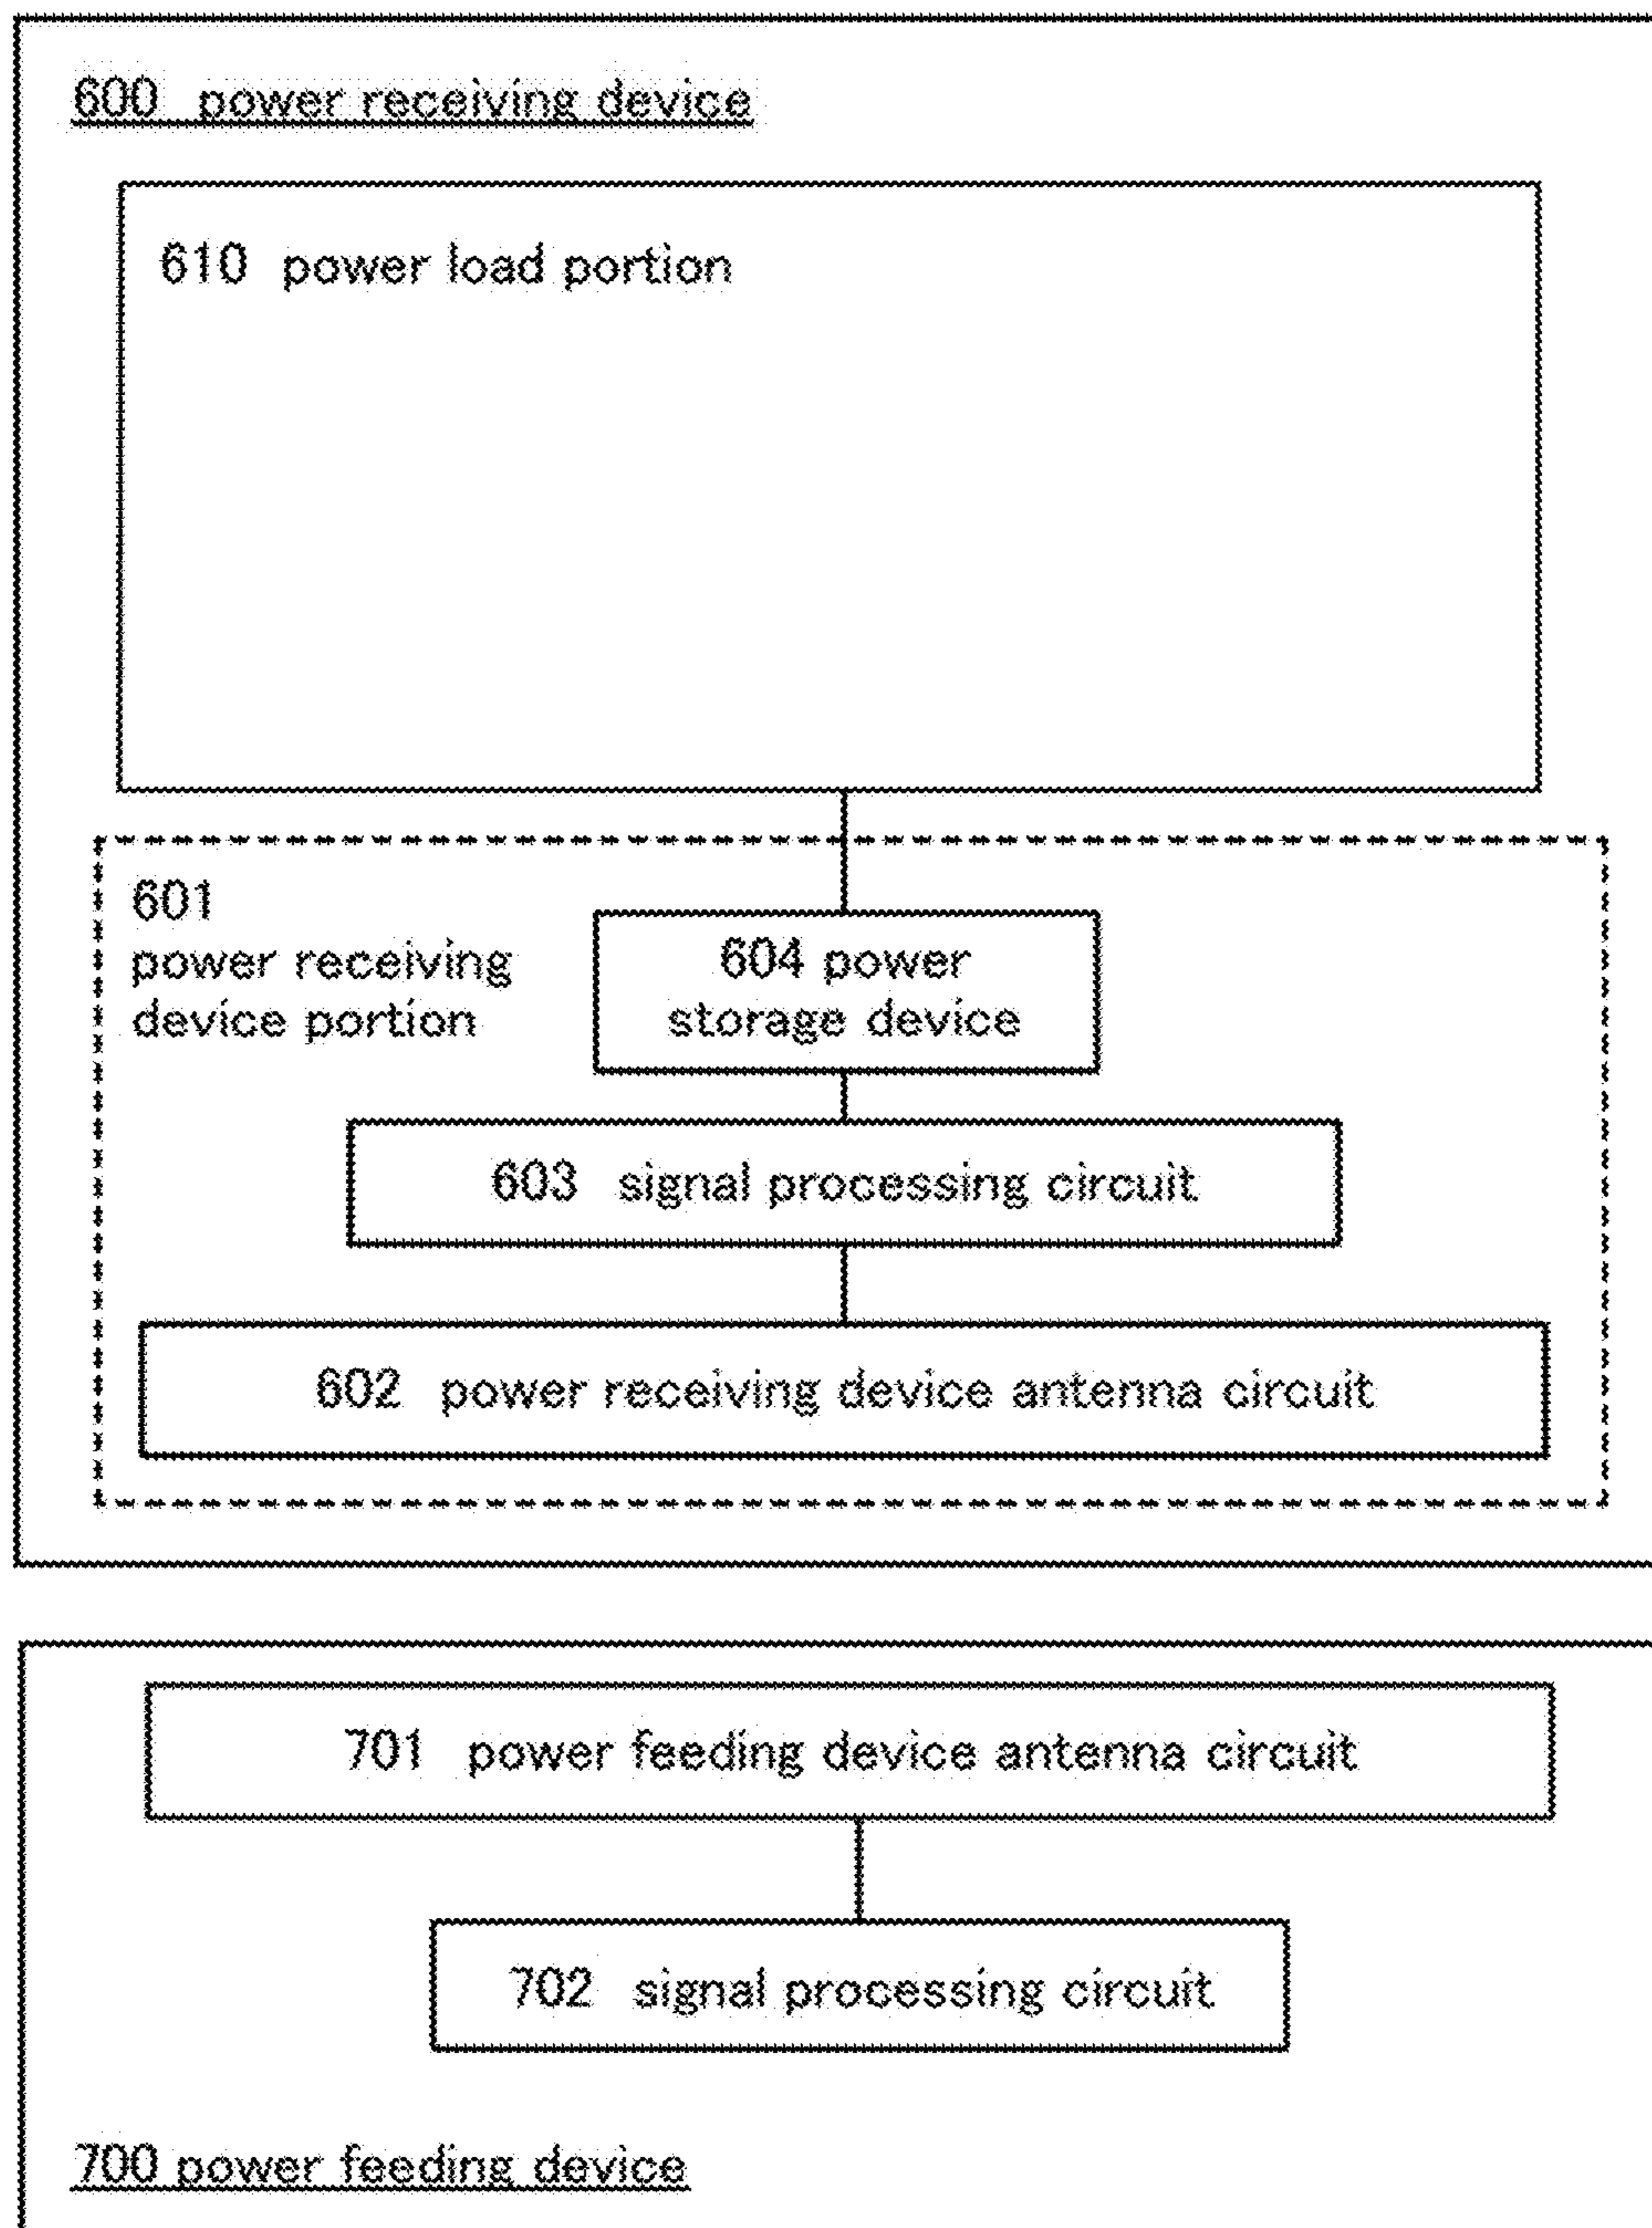 600 power receiving device
610 power load portion
601
power receiving
device portion
604 power
storage device
603 signal processing circuit
602 power receiving device antenna circuit
701 power feeding device antenna circuit
702 signal processing circuit
700 power feeding device